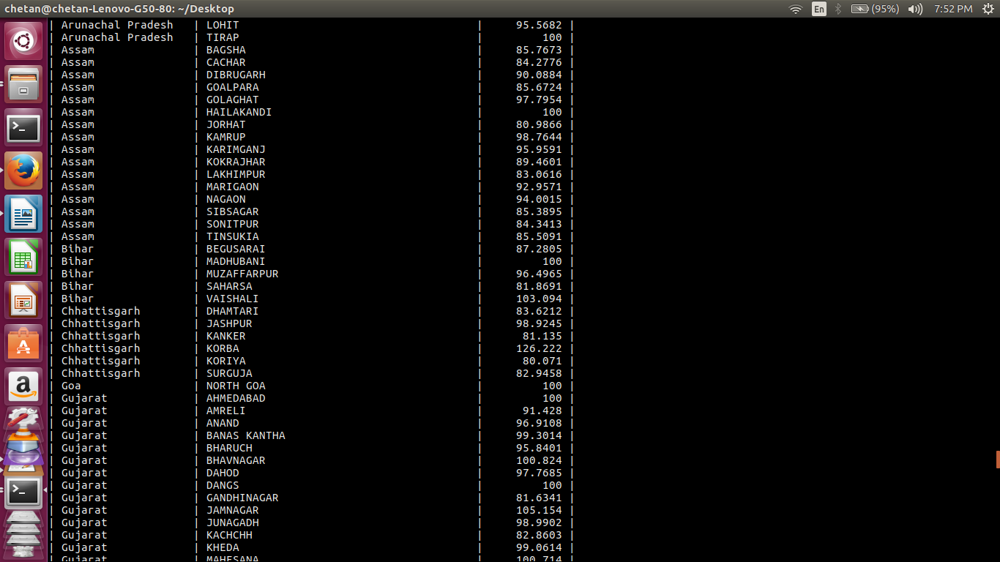 chetan@chetan-Lenovo-G50-80: ~/Desktop En (95%) 7:52 PM
| Arunachal Pradesh | LOHIT | 95.5682 |
| Arunachal Pradesh | TIRAP | 100 |
| Assam | BAGSHA | 85.7673 |
| Assam | CACHAR | 84.2776 |
| Assam | DIBRUGARH | 90.0884 |
| Assam | GOALPARA | 85.6724 |
| Assam | GOLAGHAT | 97.7954 |
| Assam | HAILAKANDI | 100 |
| Assam | JORHAT | 80.9866 |
| Assam | KAMRUP | 98.7644 |
| Assam | KARIMGANJ | 95.9591 |
| Assam | KOKRAJHAR | 89.4601 |
| Assam | LAKHIMPUR | 83.0616 |
| Assam | MARIGAON | 92.9571 |
| Assam | NAGAON | 94.0015 |
| Assam | SIBSAGAR | 85.3895 |
| Assam | SONITPUR | 84.3413 |
| Assam | TINSUKIA | 85.5091 |
| Bihar | BEGUSARAI | 87.2805 |
| Bihar | MADHUBANI | 100 |
| Bihar | MUZAFFARPUR | 96.4965 |
| Bihar | SAHARSA | 81.8691 |
| Bihar | VAISHALI | 103.094 |
| Chhattisgarh | DHAMTARI | 83.6212 |
| Chhattisgarh | JASHPUR | 98.9245 |
| Chhattisgarh | KANKER | 81.135 |
| Chhattisgarh | KORBA | 126.222 |
| Chhattisgarh | KORIYA | 80.071 |
| Chhattisgarh | SURGUJA | 82.9458 |
| Goa | NORTH GOA | 100 |
| Gujarat | AHMEDABAD | 100 |
| Gujarat | AMRELI | 91.428 |
| Gujarat | ANAND | 96.9108 |
| Gujarat | BANAS KANTHA | 99.3014 |
| Gujarat | BHARUCH | 95.8401 |
| Gujarat | BHAVNAGAR | 100.824 |
| Gujarat | DAHOD | 97.7685 |
| Gujarat | DANGS | 100 |
| Gujarat | GANDHINAGAR | 81.6341 |
| Gujarat | JAMNAGAR | 105.154 |
| Gujarat | JUNAGADH | 98.9902 |
| Gujarat | KACHCHH | 82.8603 |
| Gujarat | KHEDA | 99.0614 |
| Gujarat | MAHESANA | 100.714 |